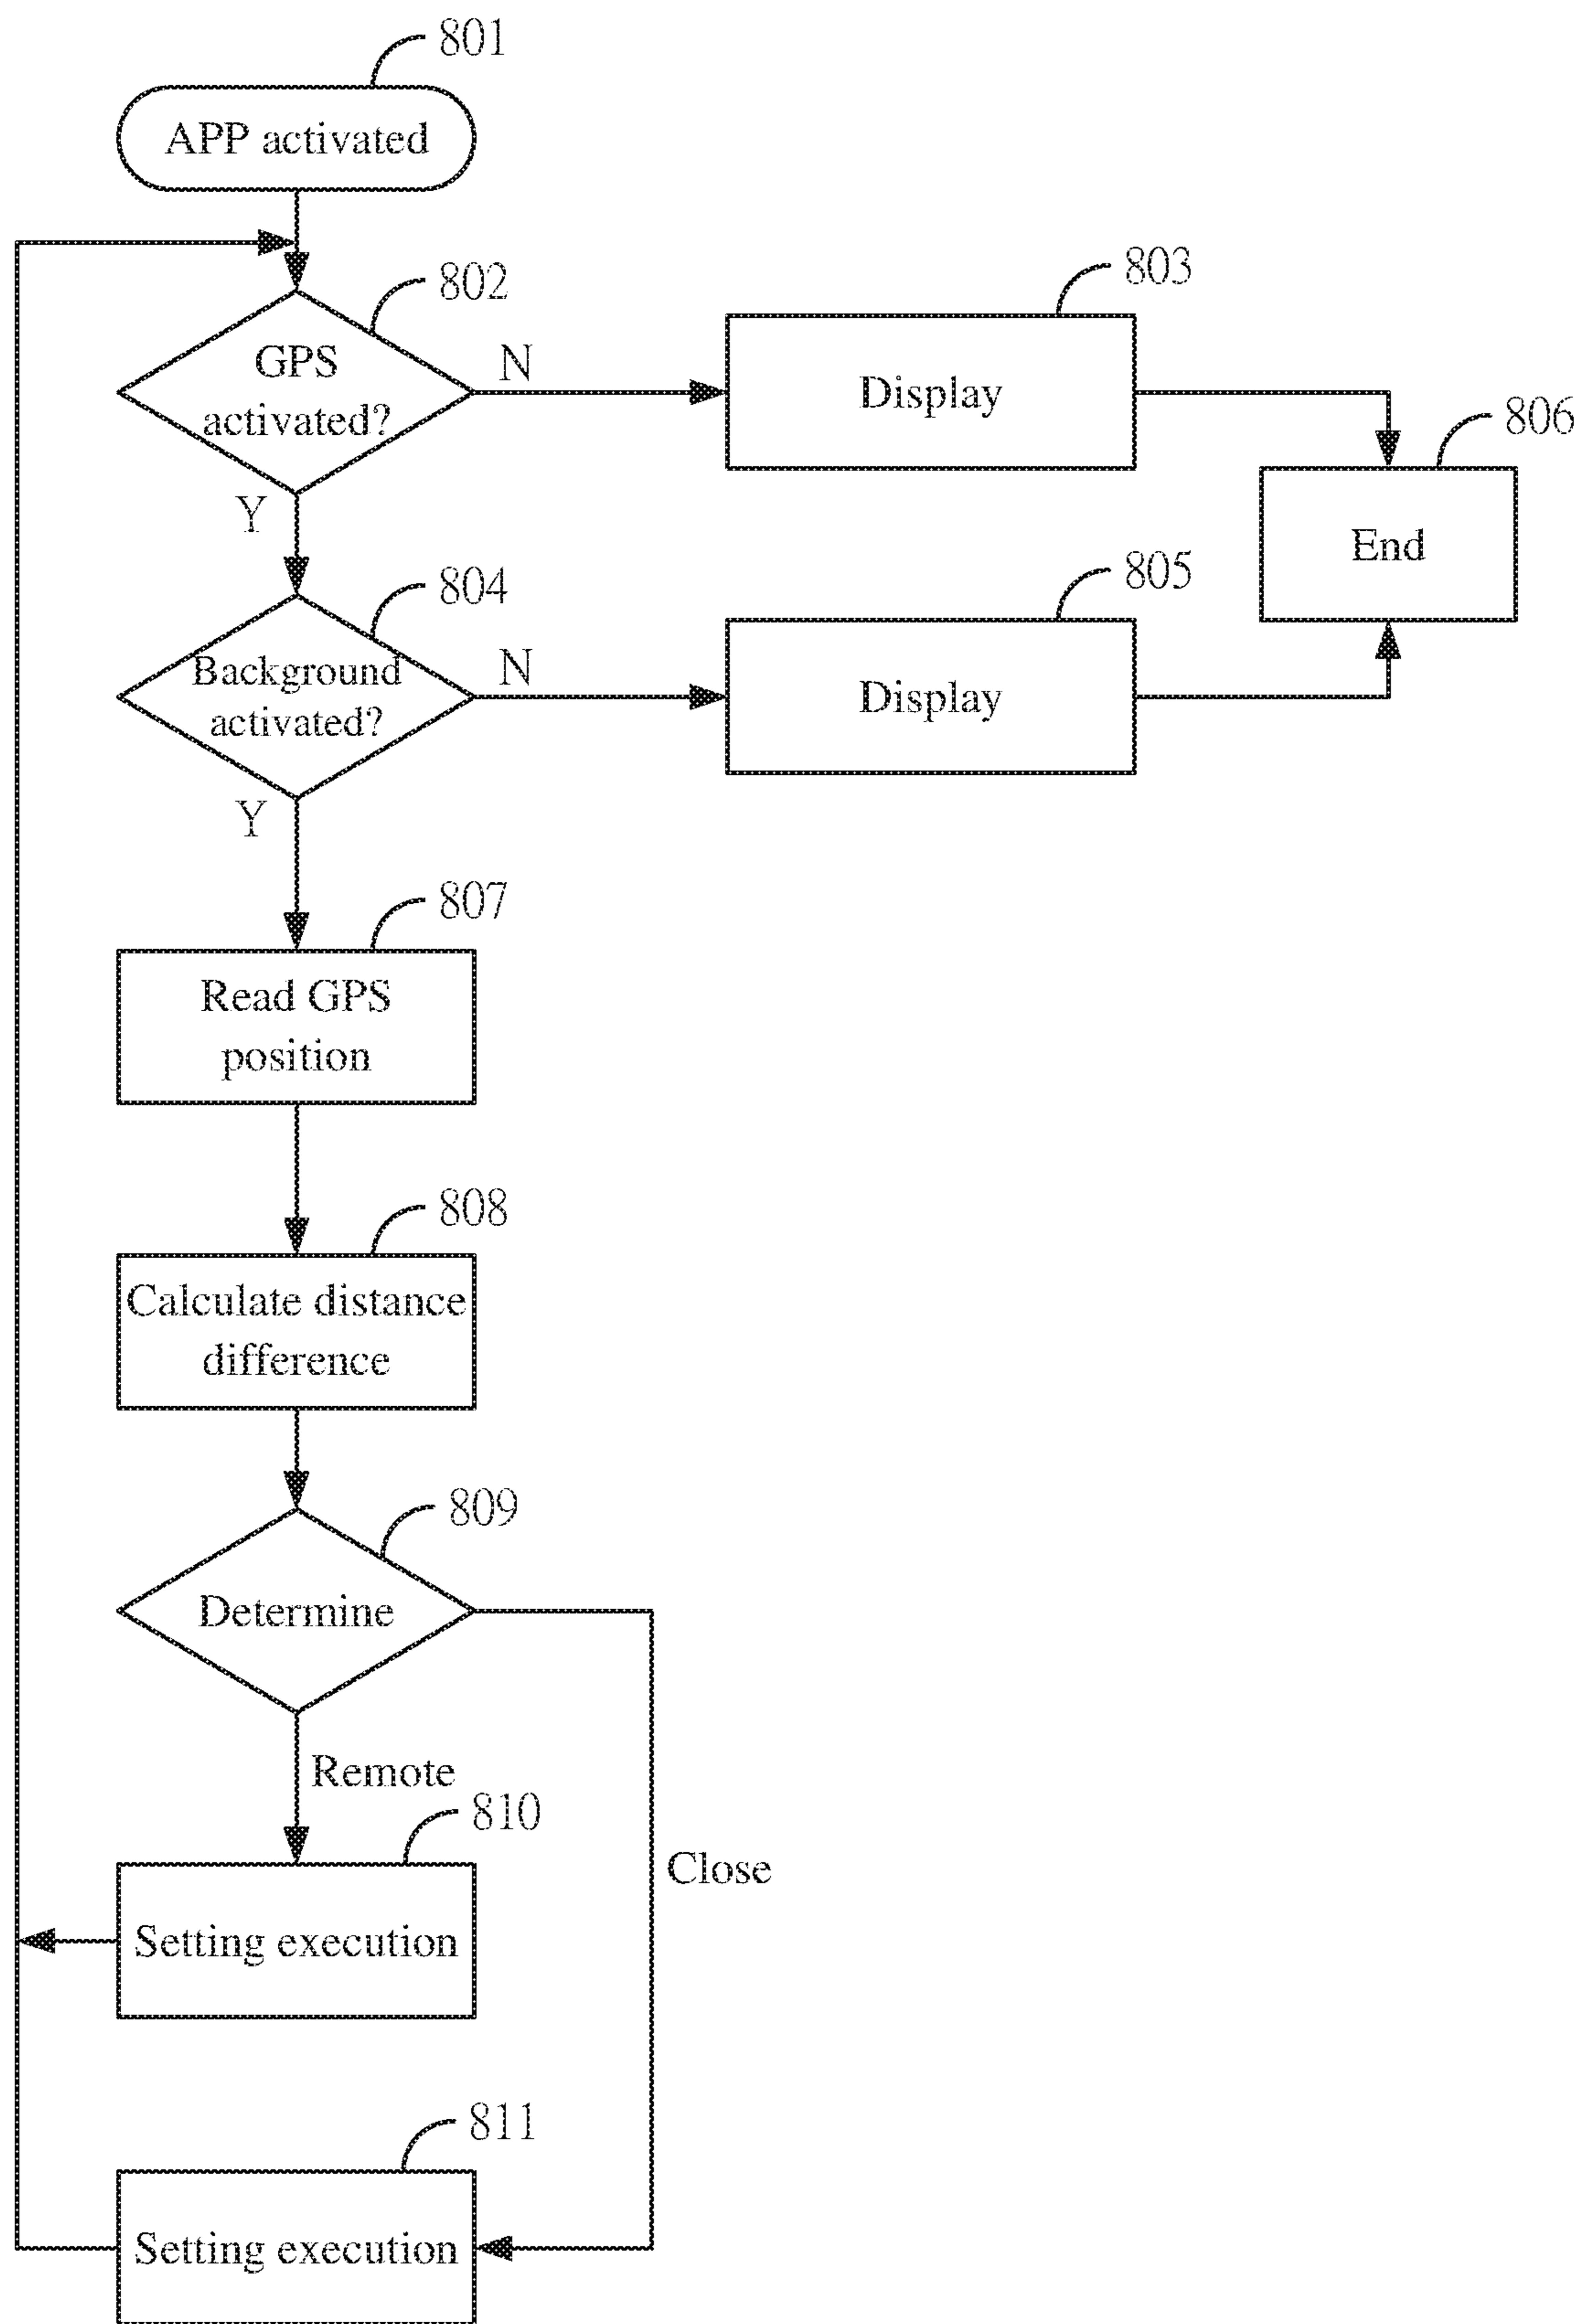 801
APP activated
802
GPS
activated?
N
803
Display
806
End
Y
804
Background
activated?
N
805
Display
Y
807
Read GPS
position
808
Calculate distance
difference
809
Determine
Remote
810
Close
Setting execution
811
Setting execution